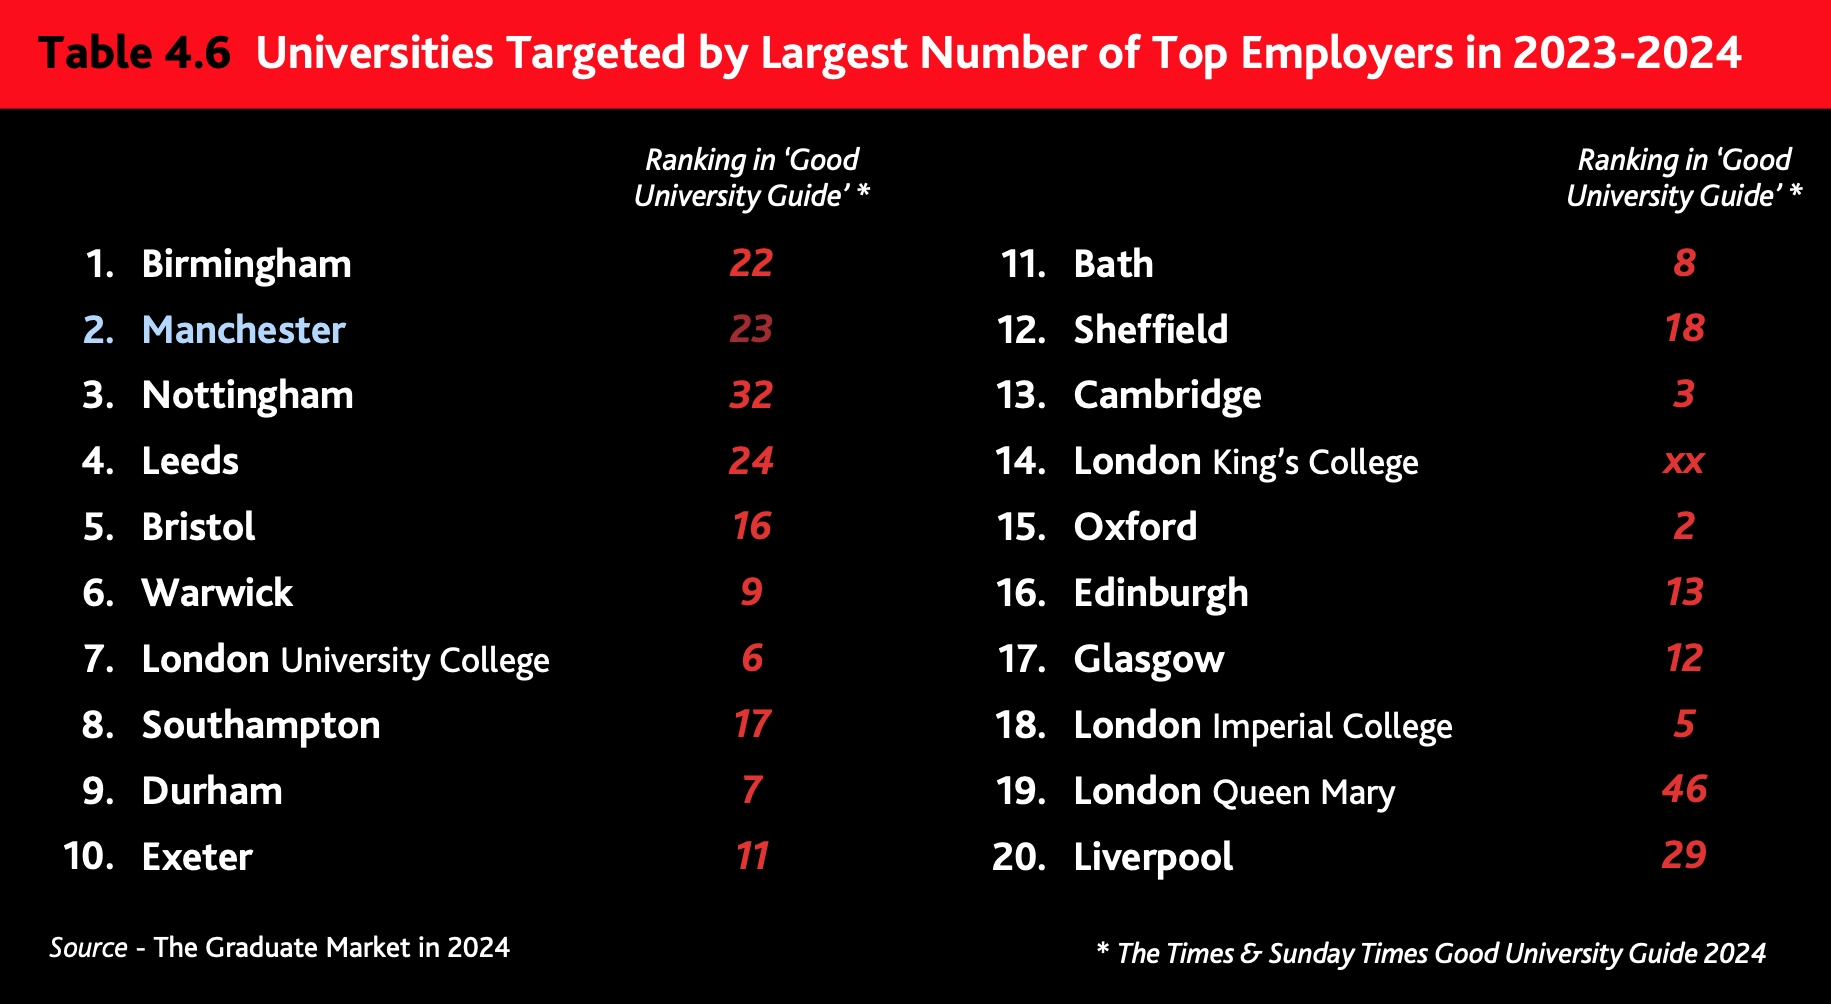 Table 4.6 Universities Targeted by Largest Number of Top Employers in 2023-2024
Ranking in ‘Good
University Guide’ *
1. Birmingham 22
2. Manchester 23
3. Nottingham 32
4. Leeds 24
5. Bristol 16
6. Warwick 9
7. London University College 6
8. Southampton 17
9. Durham 7
10. Exeter 11
Ranking in ‘Good
University Guide’ *
11. Bath 8
12. Sheffield 18
13. Cambridge 3
14. London King’s College xx
15. Oxford 2
16. Edinburgh 13
17. Glasgow 12
18. London Imperial College 5
19. London Queen Mary 46
20. Liverpool 29
Source - The Graduate Market in 2024
* The Times & Sunday Times Good University Guide 2024